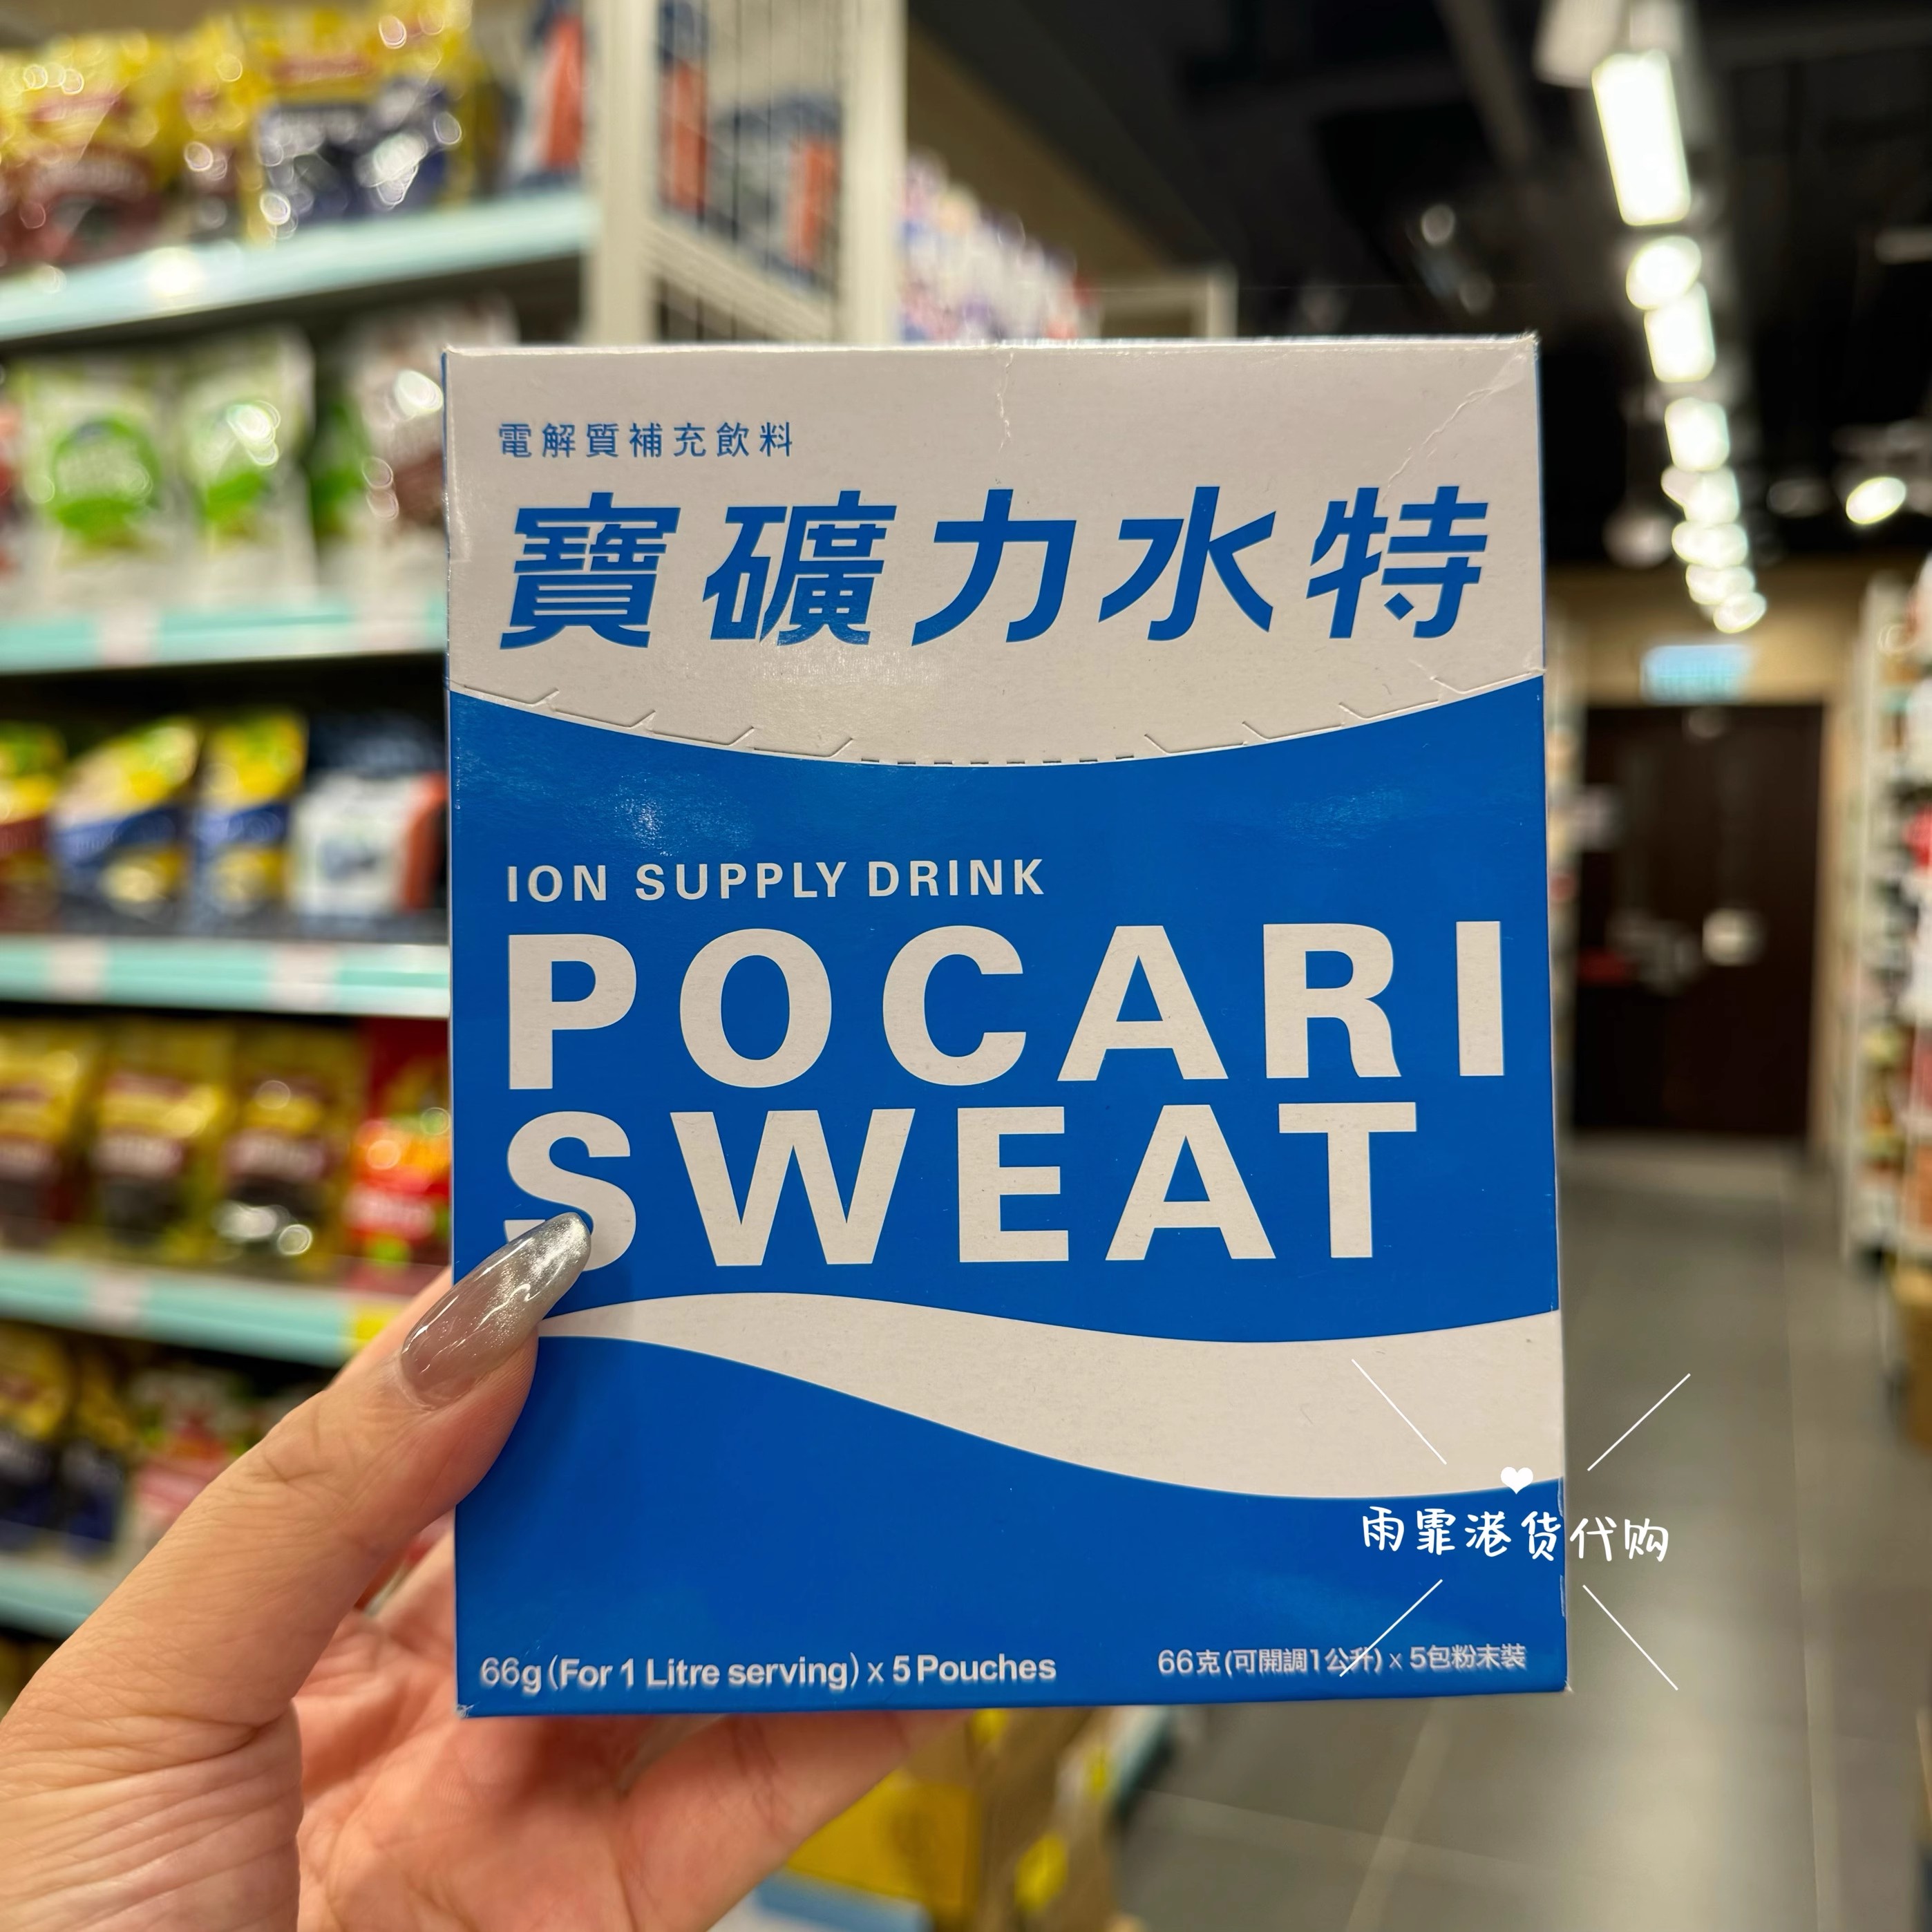 電解質補充飲料
寶礦力水特
ION SUPPLY DRINK
POCARI
SWEAT
雨霏港货代购
66g (For 1 Litre serving) x 5 Pouches
66克 (可開調1公升) x 5包粉末裝